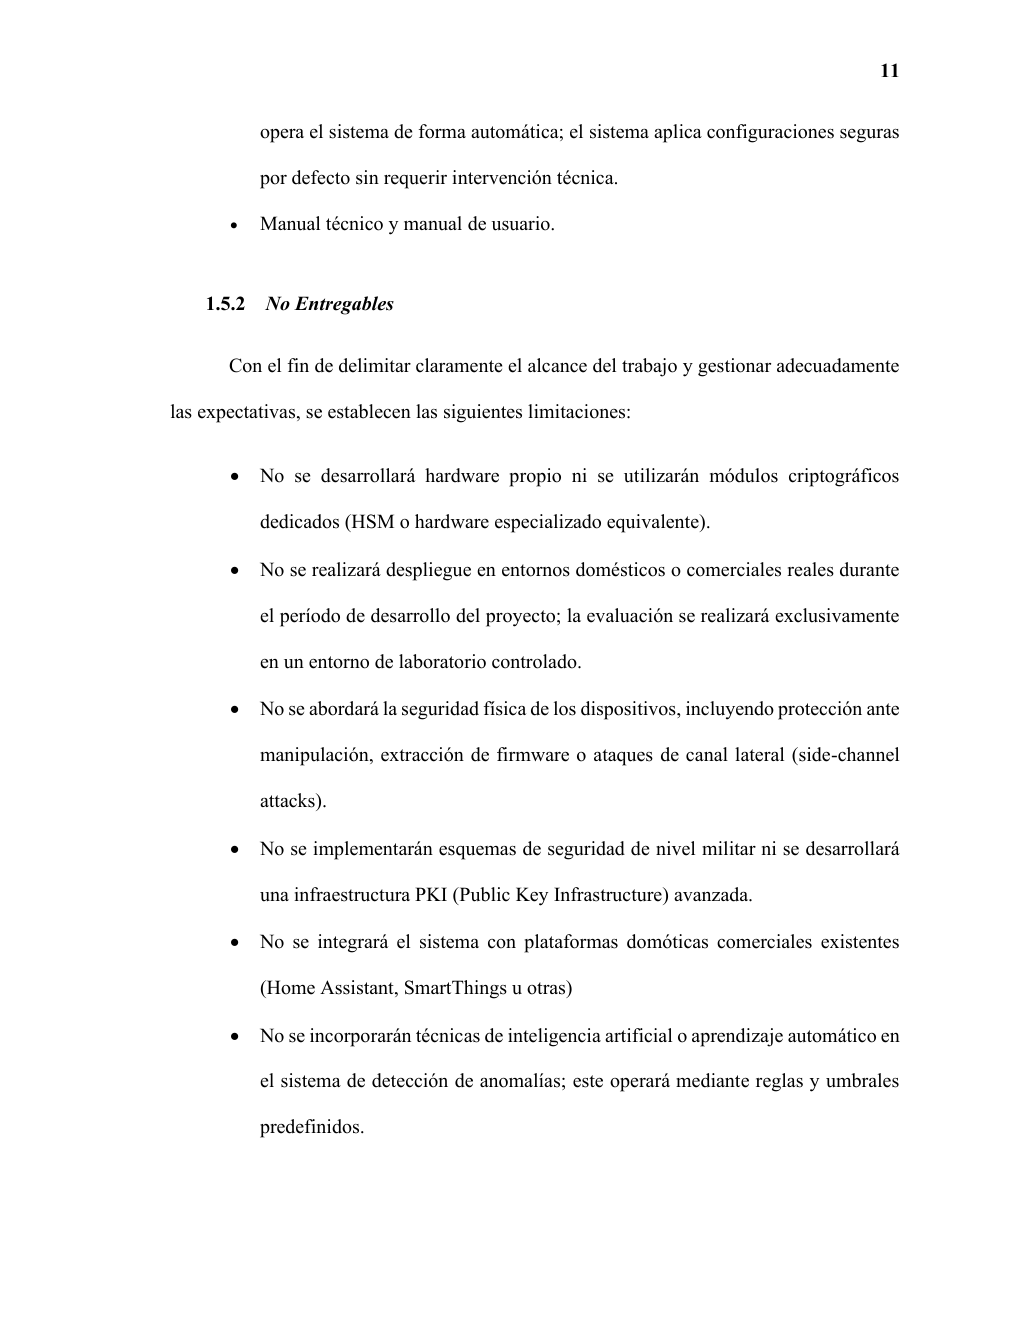 11
opera el sistema de forma automática; el sistema aplica configuraciones seguras
por defecto sin requerir intervención técnica.
• Manual técnico y manual de usuario.
1.5.2 No Entregables
Con el fin de delimitar claramente el alcance del trabajo y gestionar adecuadamente
las expectativas, se establecen las siguientes limitaciones:
• No se desarrollará hardware propio ni se utilizarán módulos criptográficos
dedicados (HSM o hardware especializado equivalente).
• No se realizará despliegue en entornos domésticos o comerciales reales durante
el período de desarrollo del proyecto; la evaluación se realizará exclusivamente
en un entorno de laboratorio controlado.
• No se abordará la seguridad física de los dispositivos, incluyendo protección ante
manipulación, extracción de firmware o ataques de canal lateral (side-channel
attacks).
• No se implementarán esquemas de seguridad de nivel militar ni se desarrollará
una infraestructura PKI (Public Key Infrastructure) avanzada.
• No se integrará el sistema con plataformas domóticas comerciales existentes
(Home Assistant, SmartThings u otras)
• No se incorporarán técnicas de inteligencia artificial o aprendizaje automático en
el sistema de detección de anomalías; este operará mediante reglas y umbrales
predefinidos.